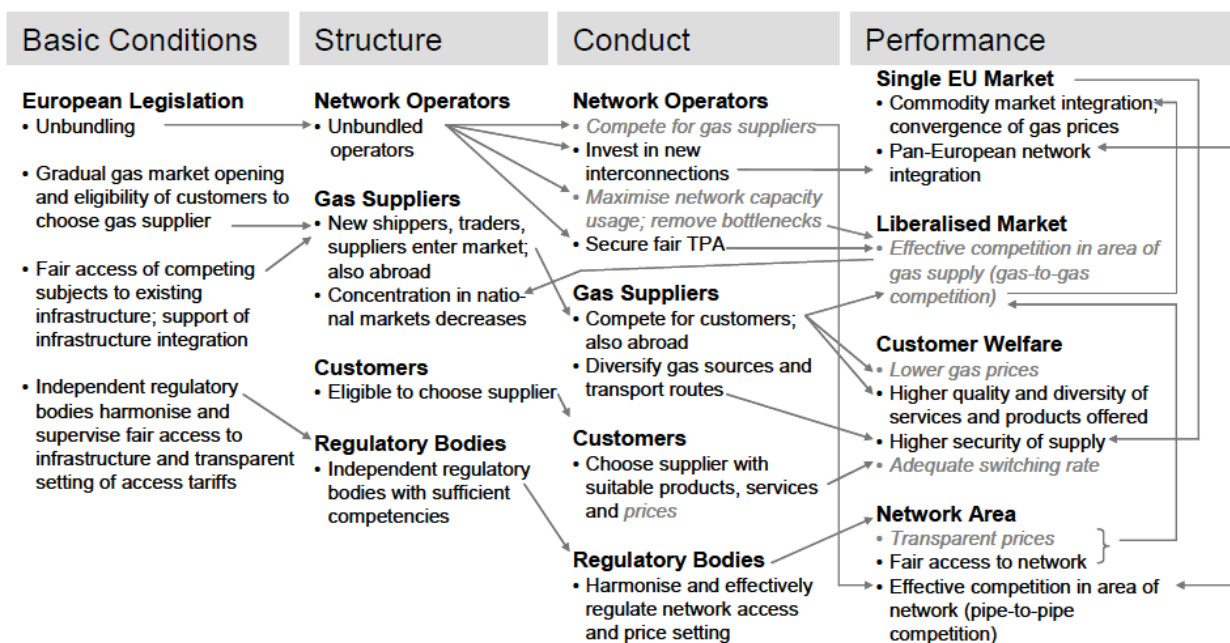 Basic Conditions
Structure
Conduct
Performance
European Legislation
• Unbundling
• Gradual gas market opening
and eligibility of customers to
choose gas supplier
• Fair access of competing
subjects to existing
infrastructure; support of
infrastructure integration
• Independent regulatory
bodies harmonise and
supervise fair access to
infrastructure and transparent
setting of access tariffs
Network Operators
• Unbundled
operators
Gas Suppliers
• New shippers, traders,
suppliers enter market;
also abroad
• Concentration in natio-
nal markets decreases
Customers
• Eligible to choose supplier
Regulatory Bodies
• Independent regulatory
bodies with sufficient
competencies
Network Operators
• Compete for gas suppliers
• Invest in new
interconnections
• Maximise network capacity
usage; remove bottlenecks
• Secure fair TPA
Gas Suppliers
• Compete for customers;
also abroad
• Diversify gas sources and
transport routes
Customers
• Choose supplier with
suitable products, services
and prices
Regulatory Bodies
• Harmonise and effectively
regulate network access
and price setting
Single EU Market
• Commodity market integration;
convergence of gas prices
• Pan-European network
integration
Liberalised Market
• Effective competition in area of
gas supply (gas-to-gas
competition)
Customer Welfare
• Lower gas prices
• Higher quality and diversity of
services and products offered
• Higher security of supply
• Adequate switching rate
Network Area
• Transparent prices
• Fair access to network
• Effective competition in area of
network (pipe-to-pipe
competition)